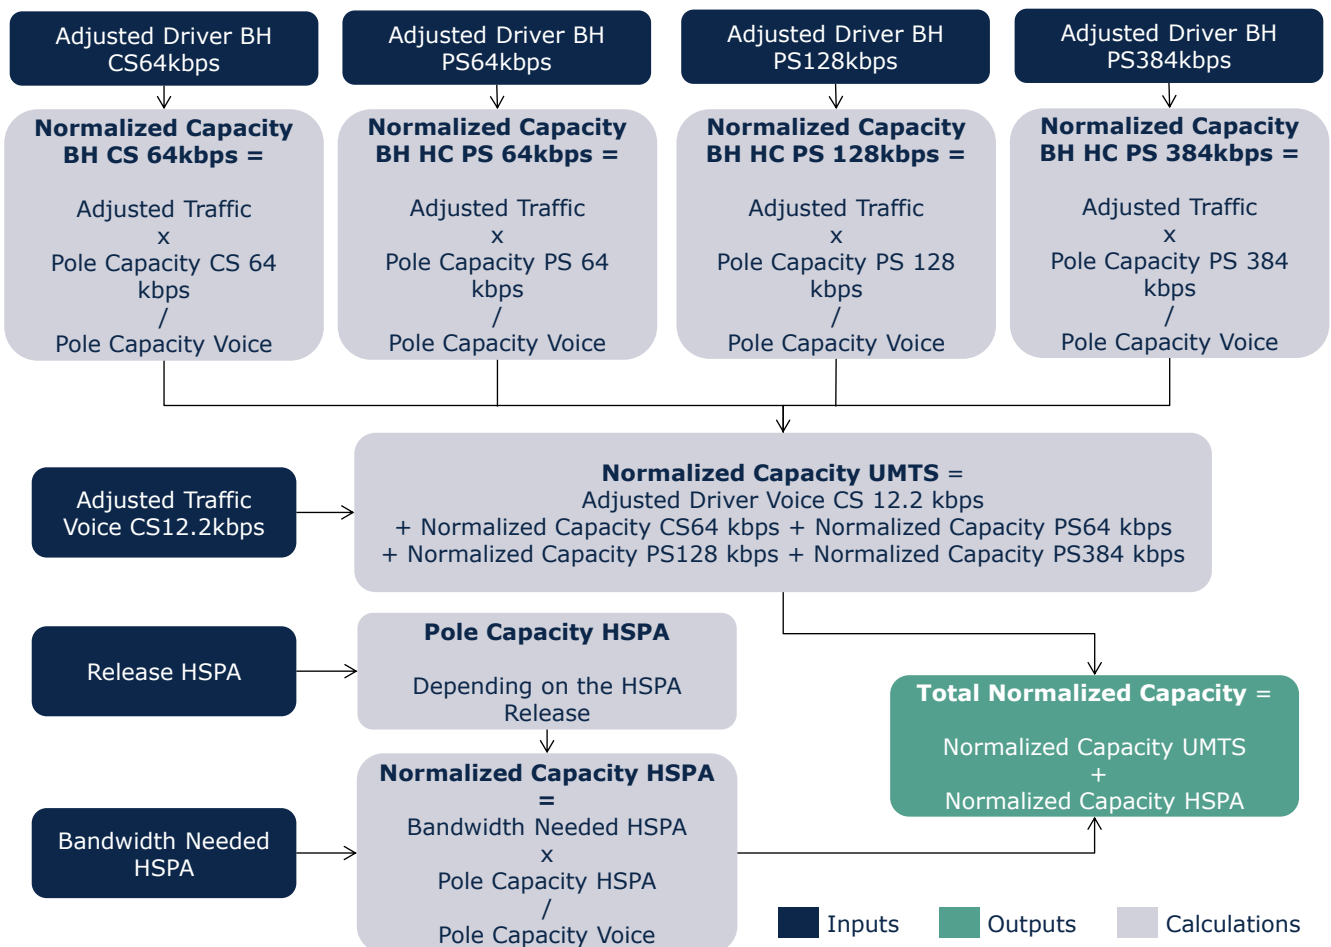 Adjusted Driver BH
CS64kbps
Adjusted Driver BH
PS64kbps
Adjusted Driver BH
PS128kbps
Adjusted Driver BH
PS384kbps
Normalized Capacity
BH CS 64kbps =
Adjusted Traffic
x
Pole Capacity CS 64
kbps
/
Pole Capacity Voice
Normalized Capacity
BH HC PS 64kbps =
Adjusted Traffic
x
Pole Capacity PS 64
kbps
/
Pole Capacity Voice
Normalized Capacity
BH HC PS 128kbps =
Adjusted Traffic
x
Pole Capacity PS 128
kbps
/
Pole Capacity Voice
Normalized Capacity
BH HC PS 384kbps =
Adjusted Traffic
x
Pole Capacity PS 384
kbps
/
Pole Capacity Voice
Adjusted Traffic
Voice CS12.2kbps
Normalized Capacity UMTS =
Adjusted Driver Voice CS 12.2 kbps
+ Normalized Capacity CS64 kbps + Normalized Capacity PS64 kbps
+ Normalized Capacity PS128 kbps + Normalized Capacity PS384 kbps
Release HSPA
Pole Capacity HSPA
Depending on the HSPA
Release
Total Normalized Capacity =
Normalized Capacity UMTS
+
Normalized Capacity HSPA
Bandwidth Needed
HSPA
Normalized Capacity HSPA
=
Bandwidth Needed HSPA
x
Pole Capacity HSPA
/
Pole Capacity Voice
Inputs
Outputs
Calculations